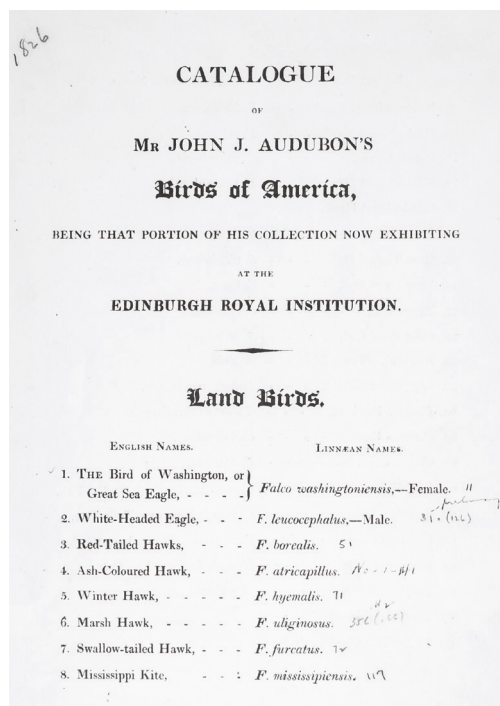 1826
CATALOGUE
OF
MR JOHN J. AUDUBON'S
Birds of America,
BEING THAT PORTION OF HIS COLLECTION NOW EXHIBITING
AT THE
EDINBURGH ROYAL INSTITUTION.
Land Birds.
ENGLISH NAMES. LINNÆAN NAMES.
1. THE Bird of Washington, or
Great Sea Eagle, - - - - } Falco washingtoniensis,—Female. 11
2. White-Headed Eagle, - - - F. leucocephalus,—Male. 31. (126)
3. Red-Tailed Hawks, - - - F. borealis. 51
4. Ash-Coloured Hawk, - - - F. atricapillus.
5. Winter Hawk, - - - - - F. hyemalis. 71
6. Marsh Hawk, - - - - - F. uliginosus. 356
7. Swallow-tailed Hawk, - - - F. furcatus. 72
8. Mississippi Kite, - - - F. mississipiensis. 117